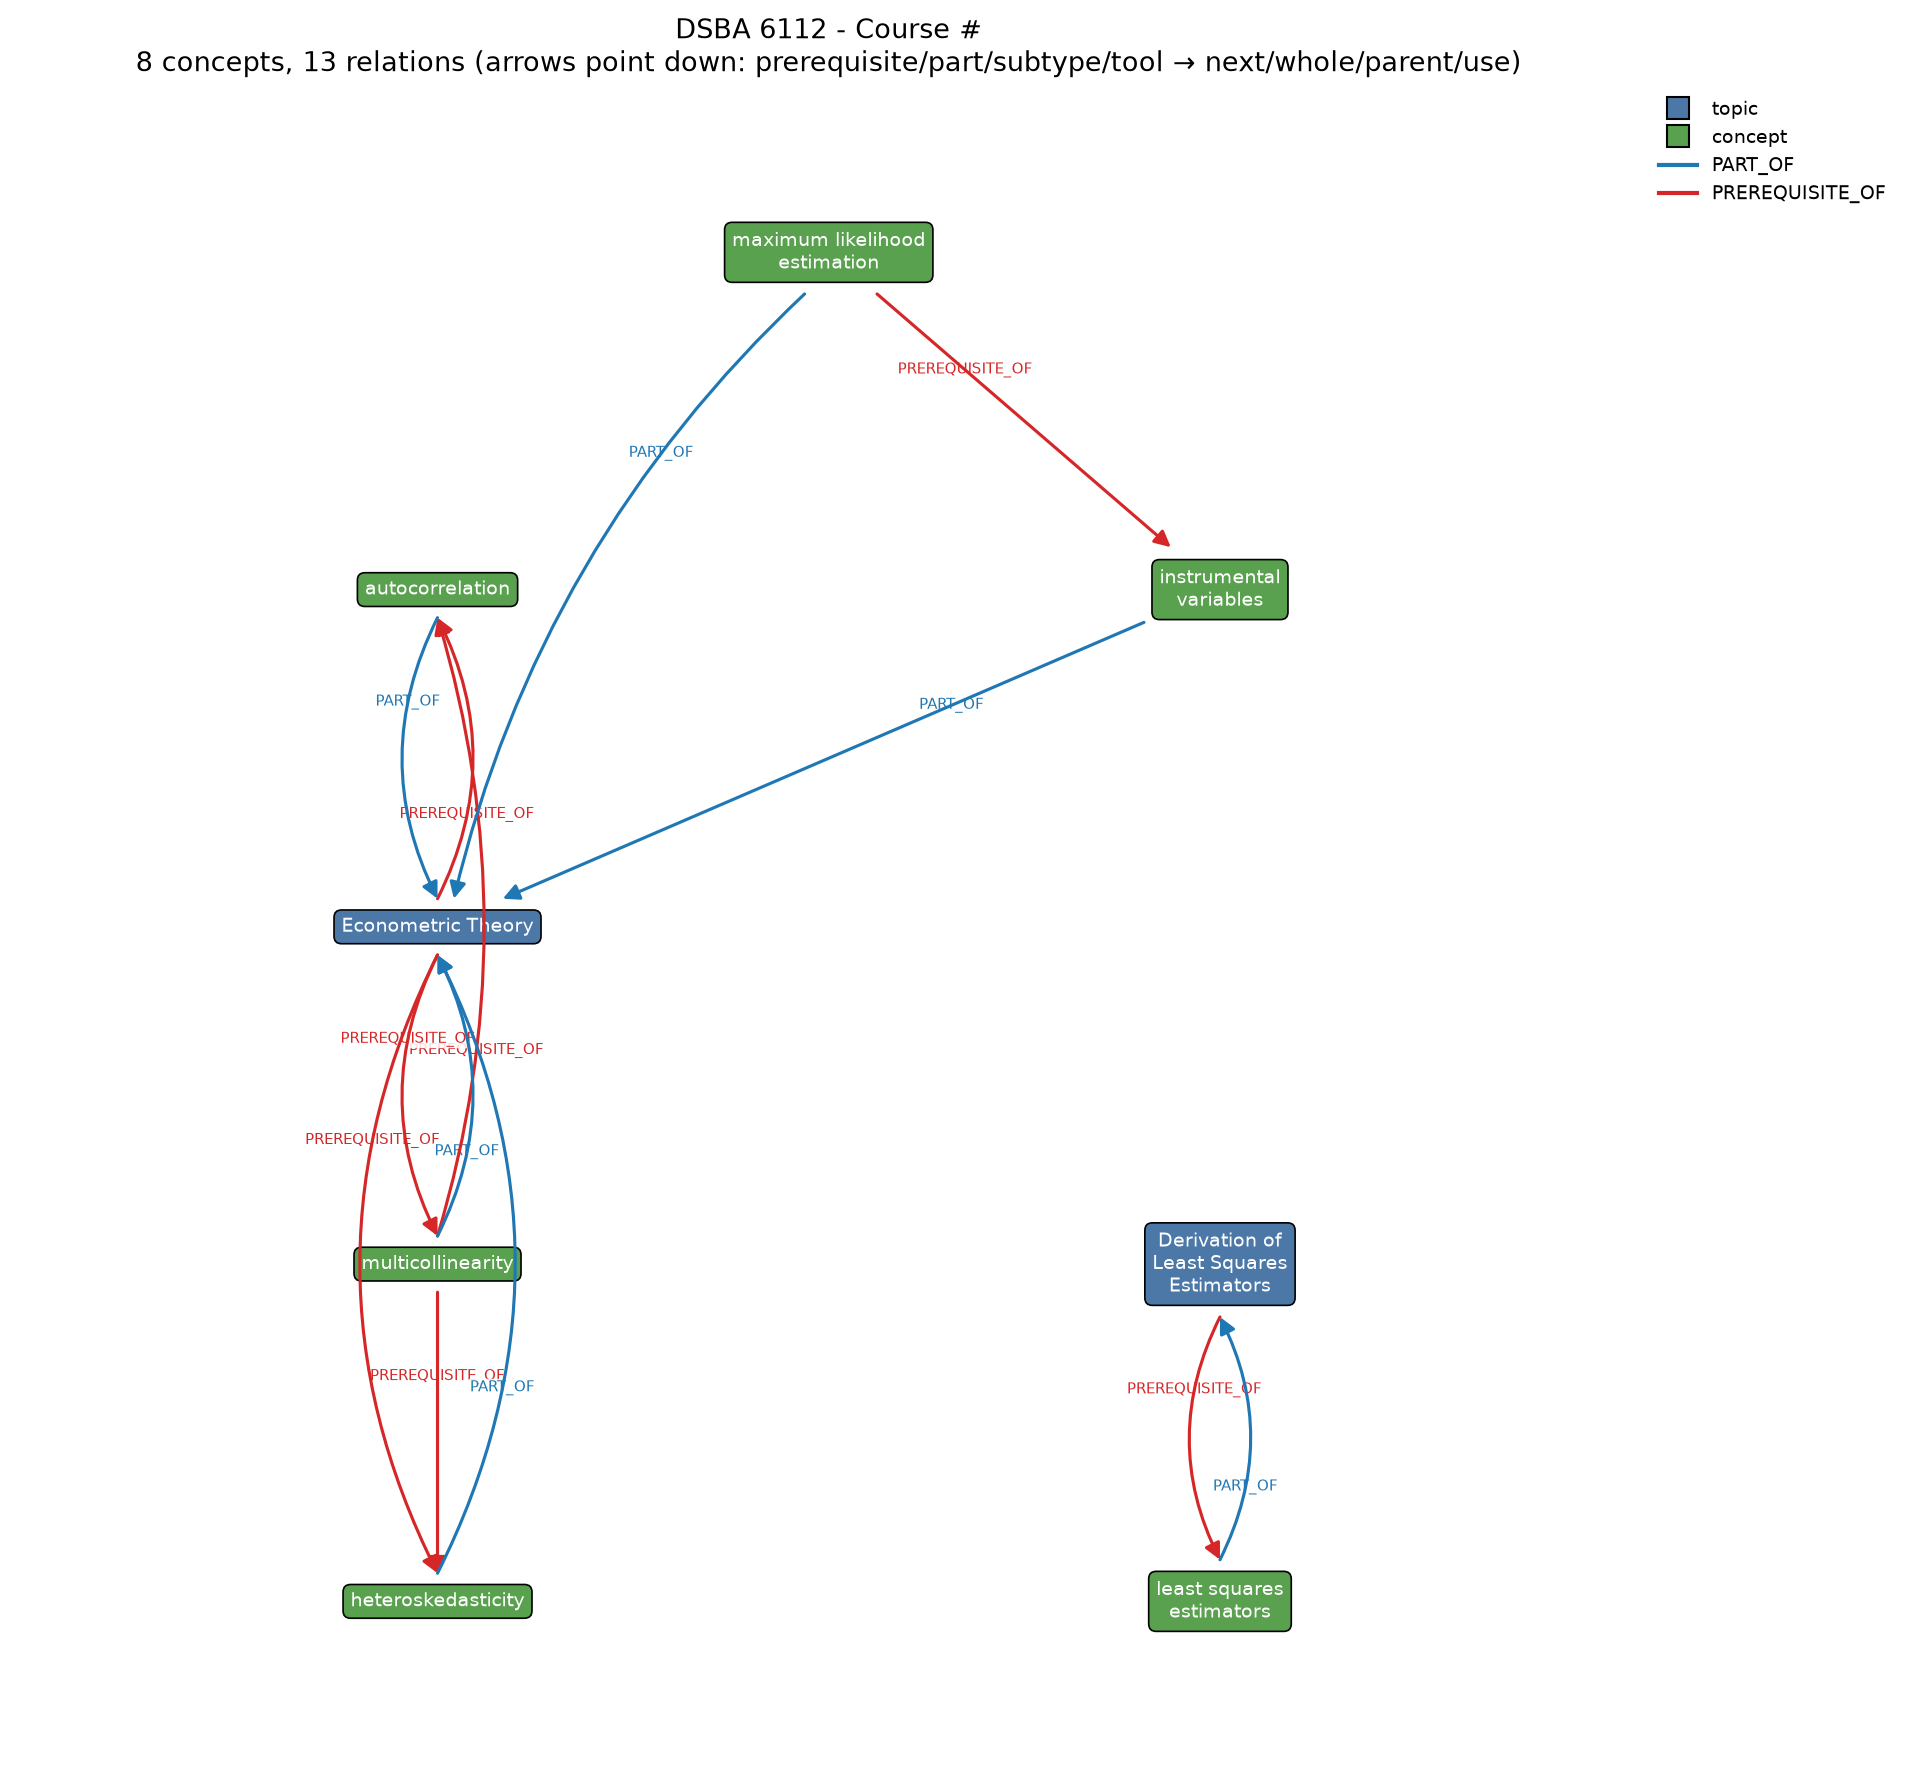 DSBA 6112 - Course #
8 concepts, 13 relations (arrows point down: prerequisite/part/subtype/tool → next/whole/parent/use)
topic
concept
PART_OF
PREREQUISITE_OF
maximum likelihood
estimation
PREREQUISITE_OF
PART_OF
autocorrelation
instrumental
variables
PART_OF
PART_OF
PREREQUISITE_OF
Econometric Theory
PREREQUISITE_OF
PREREQUISITE_OF
PREREQUISITE_OF
PART_OF
multicollinearity
Derivation of
Least Squares
Estimators
PREREQUISITE_OF
PART_OF
PREREQUISITE_OF
PART_OF
heteroskedasticity
least squares
estimators